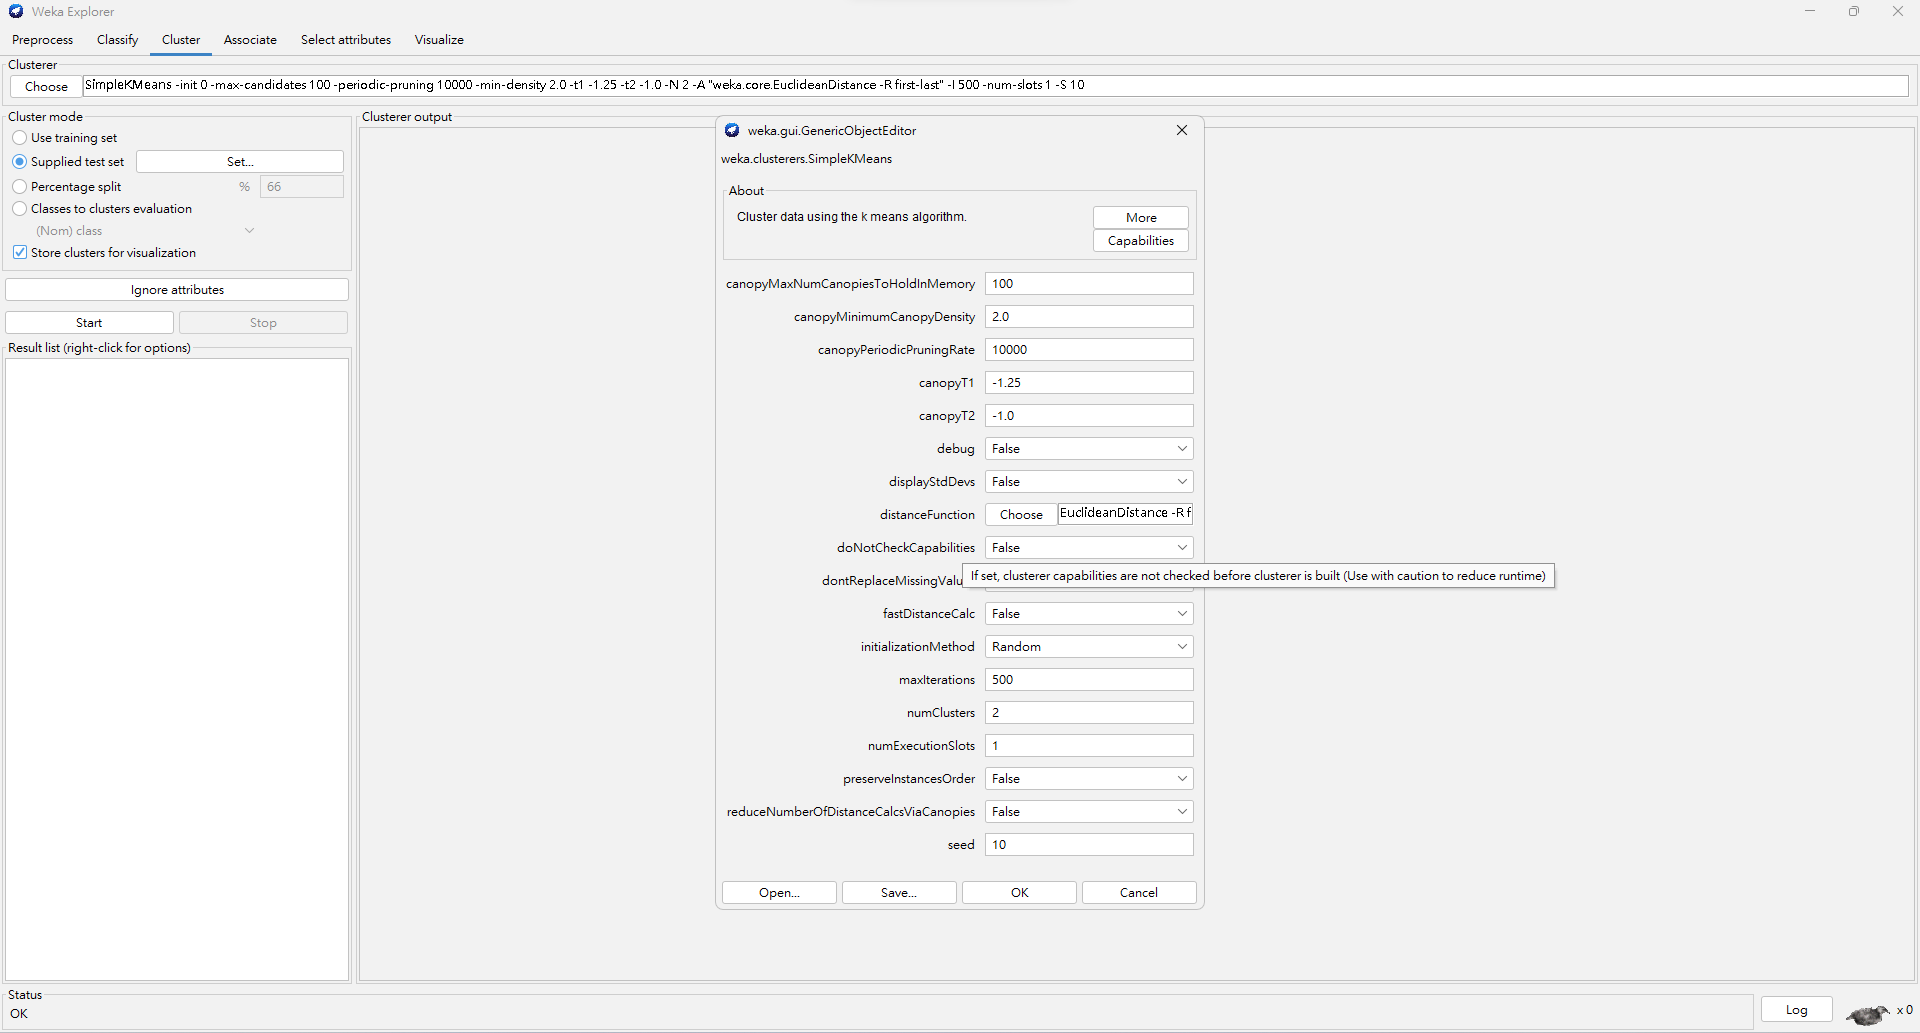 Weka Explorer
Preprocess Classify Cluster Associate Select attributes Visualize
Clusterer
Choose SimpleKMeans -init 0 -max-candidates 100 -periodic-pruning 10000 -min-density 2.0 -t1 -1.25 -t2 -1.0 -N 2 -A "weka.core.EuclideanDistance -R first-last" -I 500 -num-slots 1 -S 10
Cluster mode
Use training set
Supplied test set Set...
Percentage split % 66
Classes to clusters evaluation
(Nom) class
Store clusters for visualization
Ignore attributes
Start Stop
Result list (right-click for options)
Clusterer output
weka.gui.GenericObjectEditor
weka.clusterers.SimpleKMeans
About
Cluster data using the k means algorithm.
More
Capabilities
canopyMaxNumCanopiesToHoldInMemory 100
canopyMinimumCanopyDensity 2.0
canopyPeriodicPruningRate 10000
canopyT1 -1.25
canopyT2 -1.0
debug False
displayStdDevs False
distanceFunction Choose EuclideanDistance -R f
doNotCheckCapabilities False
If set, clusterer capabilities are not checked before clusterer is built (Use with caution to reduce runtime)
dontReplaceMissingValu
fastDistanceCalc False
initializationMethod Random
maxIterations 500
numClusters 2
numExecutionSlots 1
preserveInstancesOrder False
reduceNumberOfDistanceCalcsViaCanopies False
seed 10
Open... Save... OK Cancel
Status
OK
Log x 0